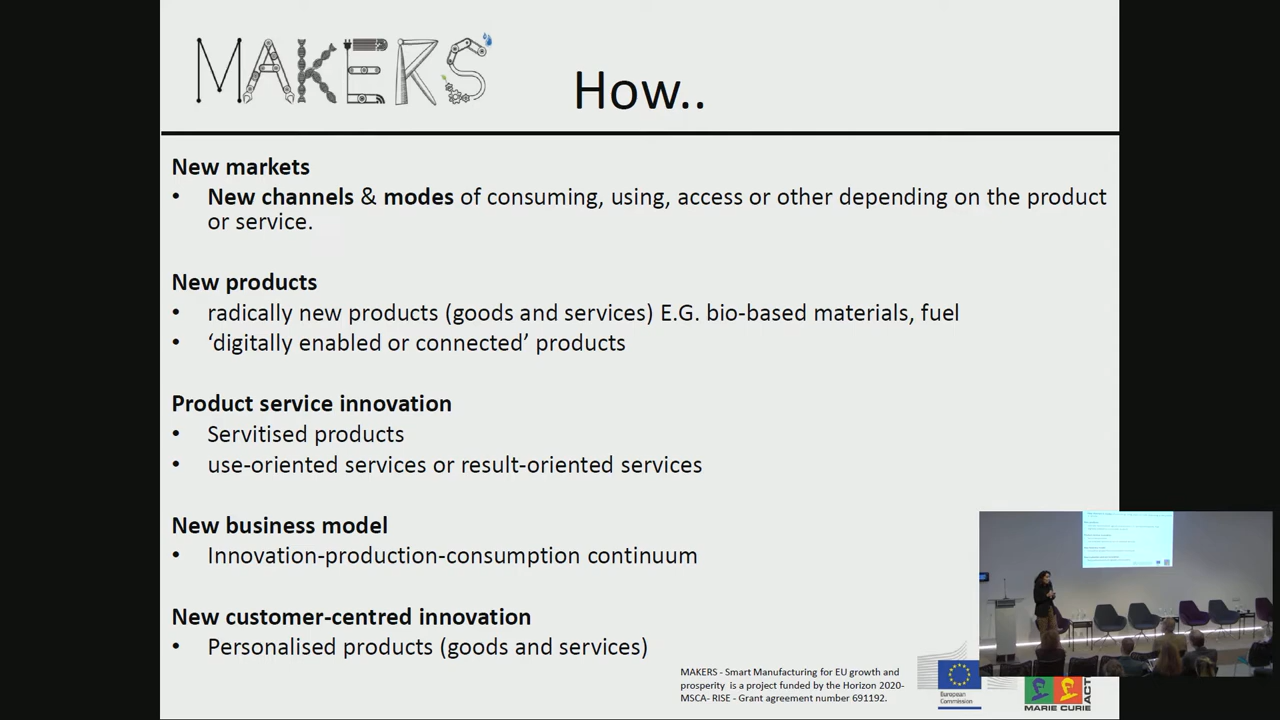 MAKERS
How..
New markets
• New channels & modes of consuming, using, access or other depending on the product
or service.
New products
• radically new products (goods and services) E.G. bio-based materials, fuel
• ‘digitally enabled or connected’ products
Product service innovation
• Servitised products
• use-oriented services or result-oriented services
New business model
• Innovation-production-consumption continuum
New customer-centred innovation
• Personalised products (goods and services)
MAKERS - Smart Manufacturing for EU growth and
prosperity is a project funded by the Horizon 2020-
MSCA- RISE - Grant agreement number 691192.
European
Commission
MARIE CURIE